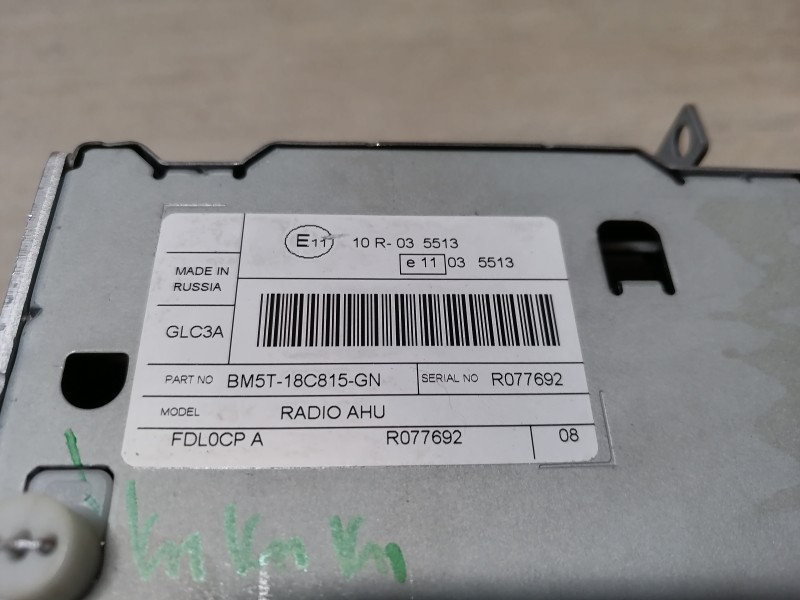 E11 10 R- 03 5513
e 11 03 5513
MADE IN
RUSSIA
GLC3A
PART NO BM5T-18C815-GN SERIAL NO R077692
MODEL RADIO AHU
FDL0CP A R077692 08